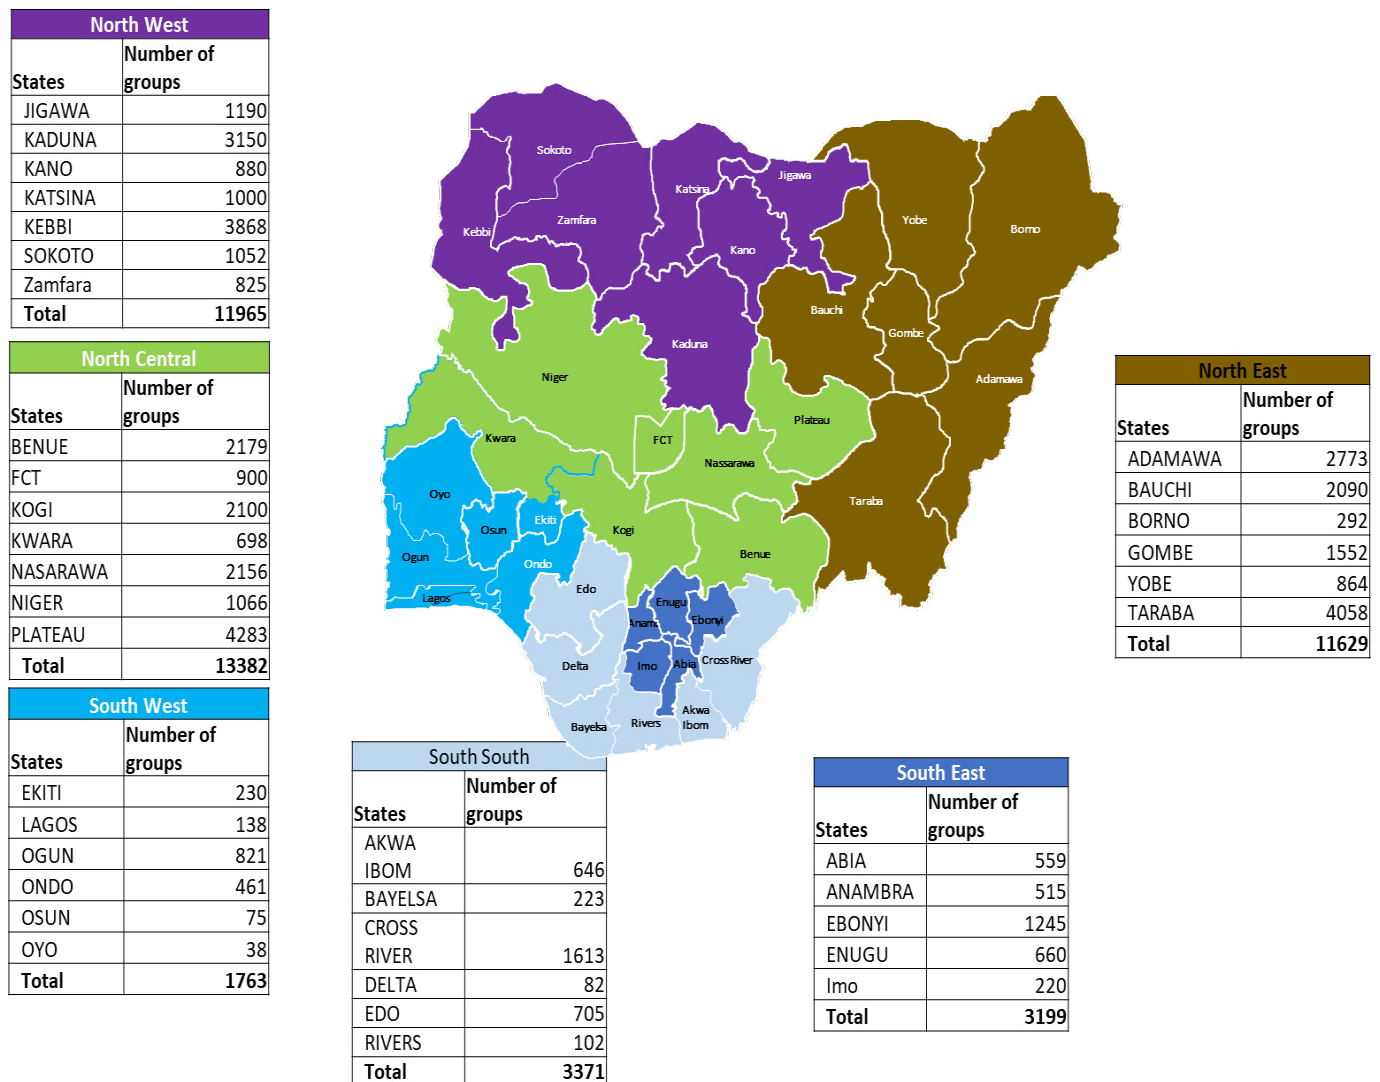 North West
Number of
States groups
JIGAWA 1190
KADUNA 3150
KANO 880
KATSINA 1000
KEBBI 3868
SOKOTO 1052
Zamfara 825
Total 11965
North Central
Number of
States groups
BENUE 2179
FCT 900
KOGI 2100
KWARA 698
NASARAWA 2156
NIGER 1066
PLATEAU 4283
Total 13382
South West
Number of
States groups
EKITI 230
LAGOS 138
OGUN 821
ONDO 461
OSUN 75
OYO 38
Total 1763
Sokoto
Katsina
Jigawa
Kebbi
Zamfara
Kano
Yobe
Borno
Bauchi
Gombe
Kaduna
Niger
Adamawa
Plateau
Kwara
FCT
Nassarawa
Oyo
Taraba
Osun
Ekiti
Kogi
Ogun
Ondo
Benue
Edo
Lagos
Enugu
Anam
Ebonyi
Delta
Imo
Abia
Cross River
Bayelsa
Rivers
Akwa
Ibom
South South
Number of
States groups
AKWA
IBOM 646
BAYELSA 223
CROSS
RIVER 1613
DELTA 82
EDO 705
RIVERS 102
Total 3371
South East
Number of
States groups
ABIA 559
ANAMBRA 515
EBONYI 1245
ENUGU 660
Imo 220
Total 3199
North East
Number of
States groups
ADAMAWA 2773
BAUCHI 2090
BORNO 292
GOMBE 1552
YOBE 864
TARABA 4058
Total 11629